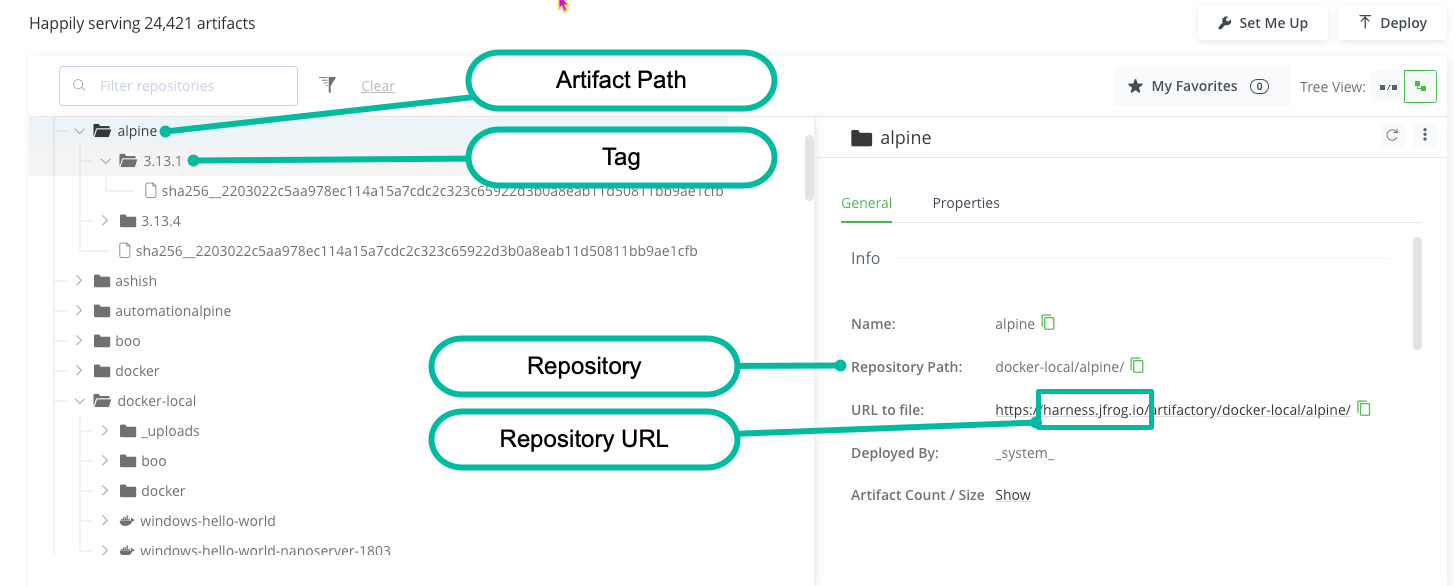 Happily serving 24,421 artifacts
Set Me Up
Deploy
Filter repositories
Clear
Artifact Path
My Favorites 0
Tree View:
alpine
3.13.1
Tag
sha256__2203022c5aa978ec114a15a7cdc2c323c65922d3b0a8eab11d50811bb9ae1cfb
3.13.4
sha256__2203022c5aa978ec114a15a7cdc2c323c65922d3b0a8eab11d50811bb9ae1cfb
ashish
automationalpine
boo
docker
docker-local
_uploads
boo
docker
windows-hello-world
windows-hello-world-nanoserver-1803
Repository
Repository URL
alpine
General Properties
Info
Name: alpine
Repository Path: docker-local/alpine/
URL to file: https://harness.jfrog.io/artifactory/docker-local/alpine/
Deployed By: _system_
Artifact Count / Size Show